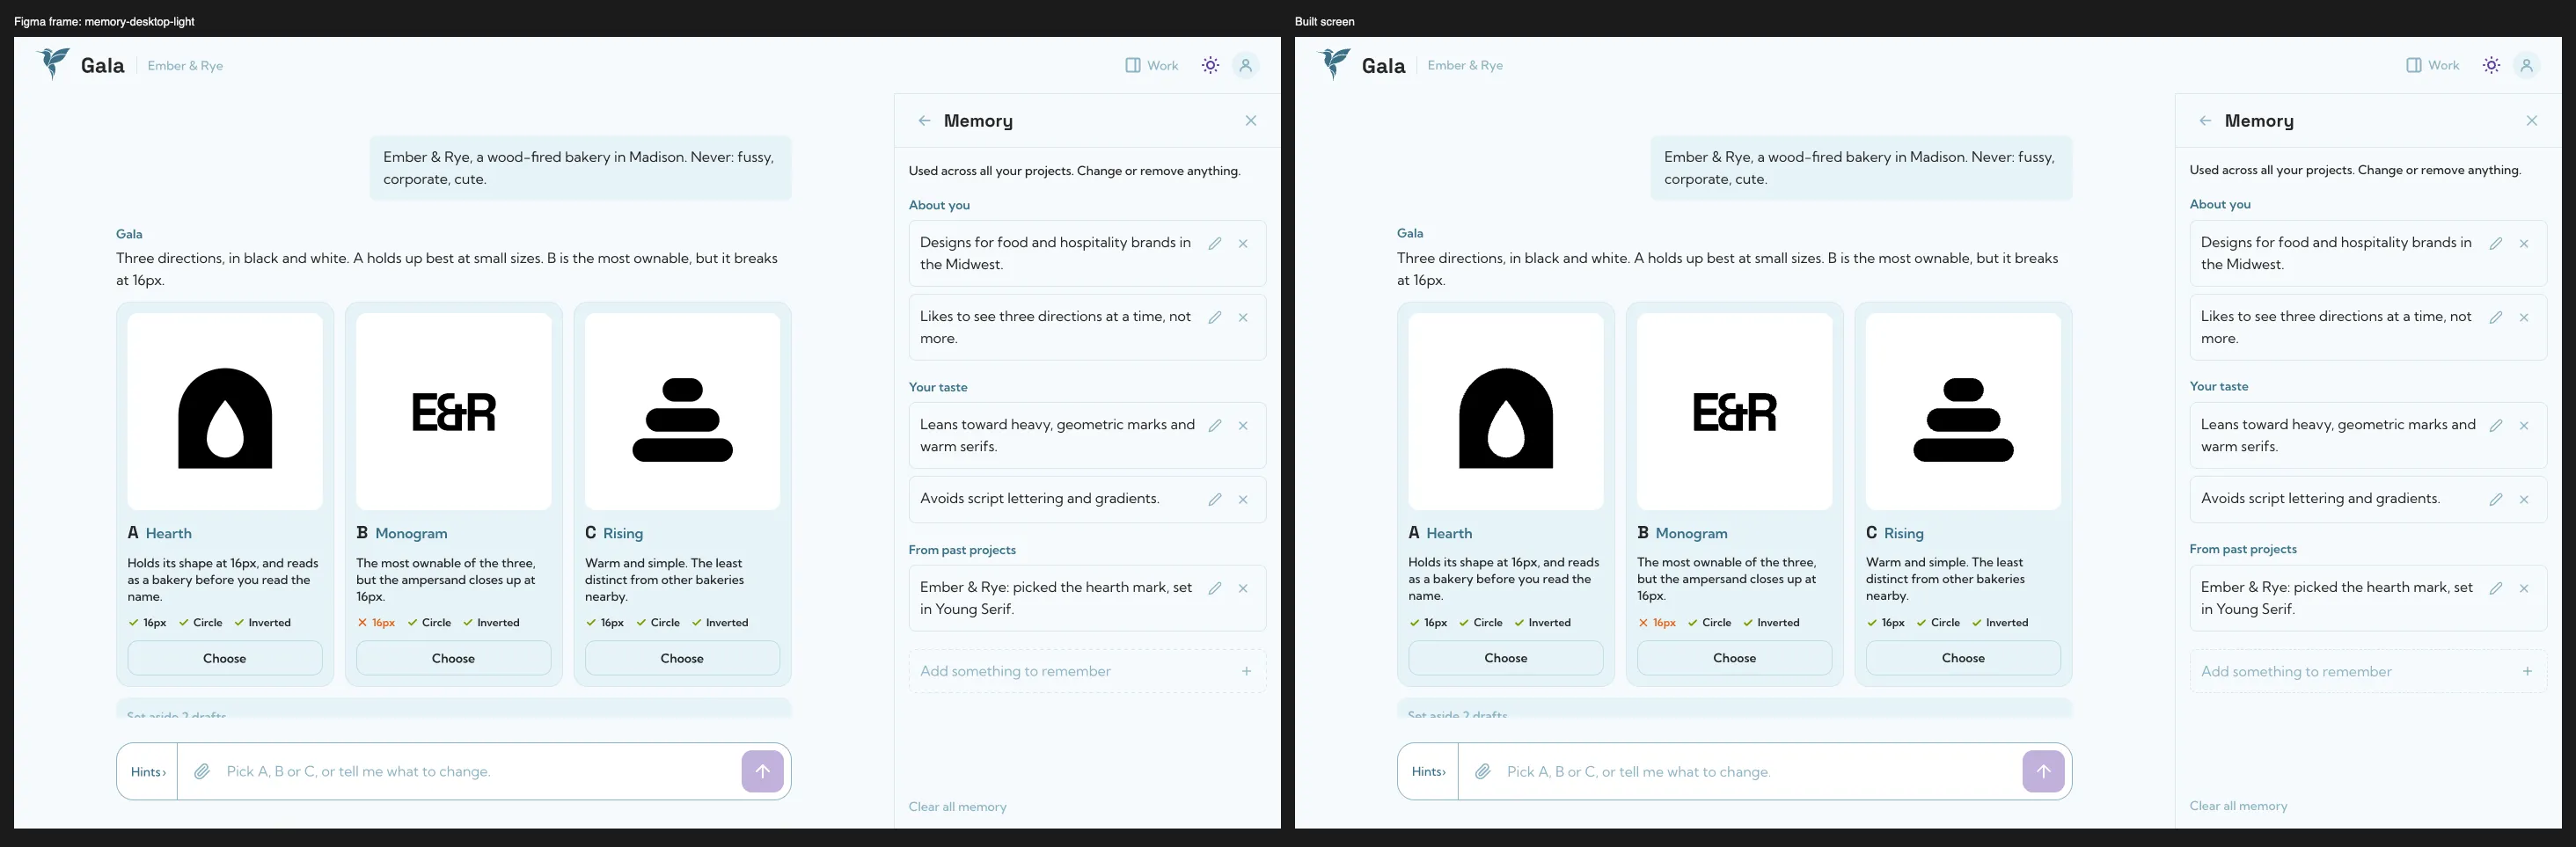 Figma frame: memory-desktop-light
Gala
Ember & Rye
Work
Ember & Rye, a wood-fired bakery in Madison. Never: fussy,
corporate, cute.
Gala
Three directions, in black and white. A holds up best at small sizes. B is the most ownable, but it breaks
at 16px.
E&R
A Hearth
Holds its shape at 16px, and reads
as a bakery before you read the
name.
16px Circle Inverted
Choose
B Monogram
The most ownable of the three,
but the ampersand closes up at
16px.
16px Circle Inverted
Choose
C Rising
Warm and simple. The least
distinct from other bakeries
nearby.
16px Circle Inverted
Choose
Set aside 2 drafts
Hints›
Pick A, B or C, or tell me what to change.
Memory
Used across all your projects. Change or remove anything.
About you
Designs for food and hospitality brands in
the Midwest.
Likes to see three directions at a time, not
more.
Your taste
Leans toward heavy, geometric marks and
warm serifs.
Avoids script lettering and gradients.
From past projects
Ember & Rye: picked the hearth mark, set
in Young Serif.
Add something to remember +
Clear all memory
Built screen
Gala
Ember & Rye
Work
Ember & Rye, a wood-fired bakery in Madison. Never: fussy,
corporate, cute.
Gala
Three directions, in black and white. A holds up best at small sizes. B is the most ownable, but it breaks
at 16px.
E&R
A Hearth
Holds its shape at 16px, and reads
as a bakery before you read the
name.
16px Circle Inverted
Choose
B Monogram
The most ownable of the three,
but the ampersand closes up at
16px.
16px Circle Inverted
Choose
C Rising
Warm and simple. The least
distinct from other bakeries
nearby.
16px Circle Inverted
Choose
Set aside 2 drafts
Hints›
Pick A, B or C, or tell me what to change.
Memory
Used across all your projects. Change or remove anything.
About you
Designs for food and hospitality brands in
the Midwest.
Likes to see three directions at a time, not
more.
Your taste
Leans toward heavy, geometric marks and
warm serifs.
Avoids script lettering and gradients.
From past projects
Ember & Rye: picked the hearth mark, set
in Young Serif.
Add something to remember +
Clear all memory